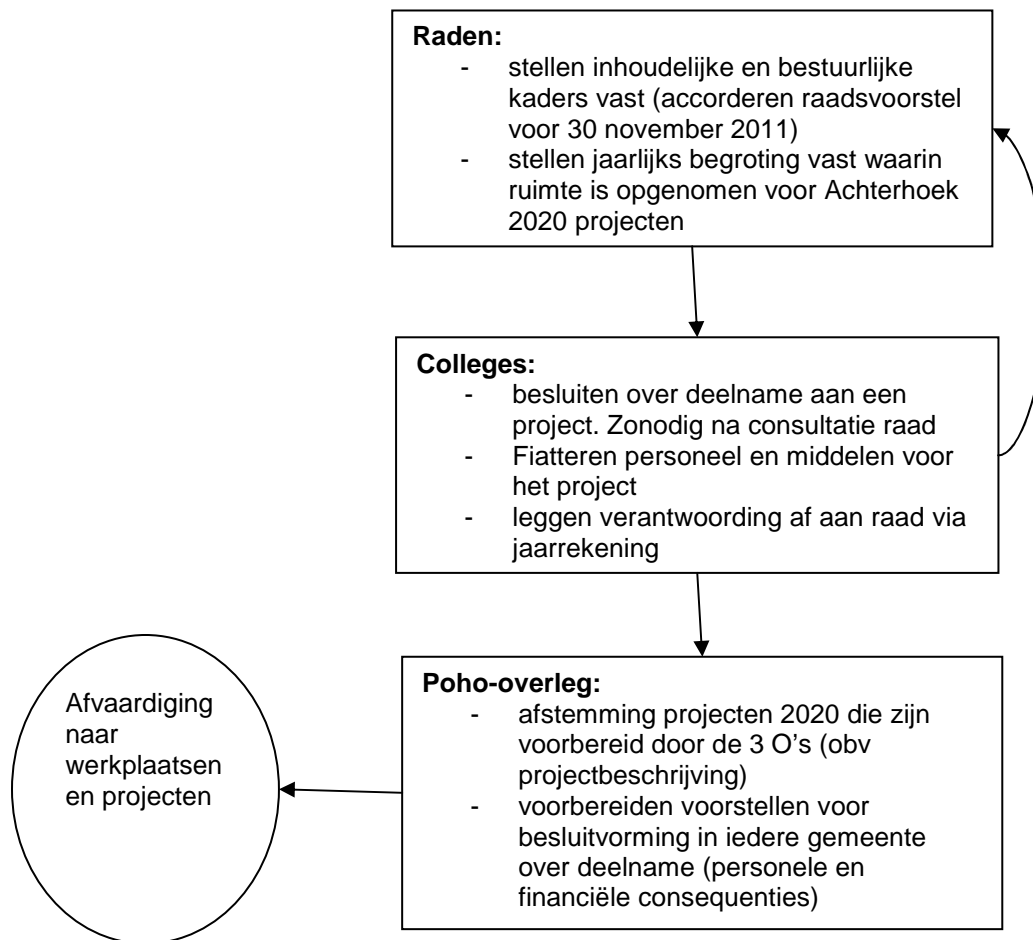 Raden:
- stellen inhoudelijke en bestuurlijke
kaders vast (accorderen raadsvoorstel
voor 30 november 2011)
- stellen jaarlijks begroting vast waarin
ruimte is opgenomen voor Achterhoek
2020 projecten
Colleges:
- besluiten over deelname aan een
project. Zonodig na consultatie raad
- Fiatteren personeel en middelen voor
het project
- leggen verantwoording af aan raad via
jaarrekening
Poho-overleg:
- afstemming projecten 2020 die zijn
voorbereid door de 3 O's (obv
projectbeschrijving)
- voorbereiden voorstellen voor
besluitvorming in iedere gemeente
over deelname (personele en
financiële consequenties)
Afvaardiging
naar
werkplaatsen
en projecten